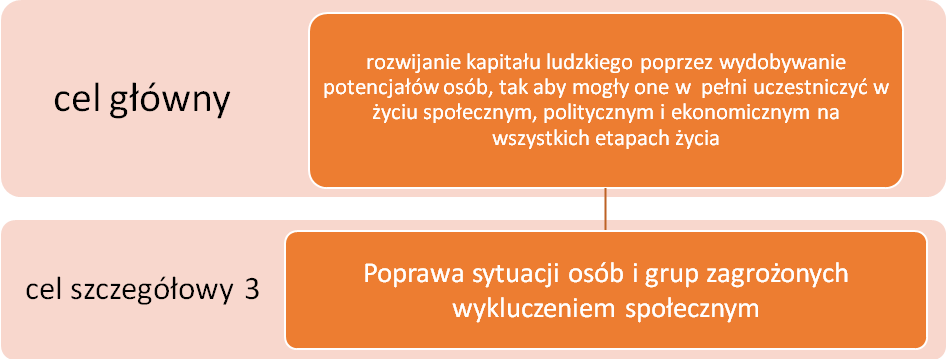 cel główny
rozwijanie kapitału ludzkiego poprzez wydobywanie
potencjałów osób, tak aby mogły one w pełni uczestniczyć w
życiu społecznym, politycznym i ekonomicznym na
wszystkich etapach życia
cel szczegółowy 3
Poprawa sytuacji osób i grup zagrożonych
wykluczeniem społecznym